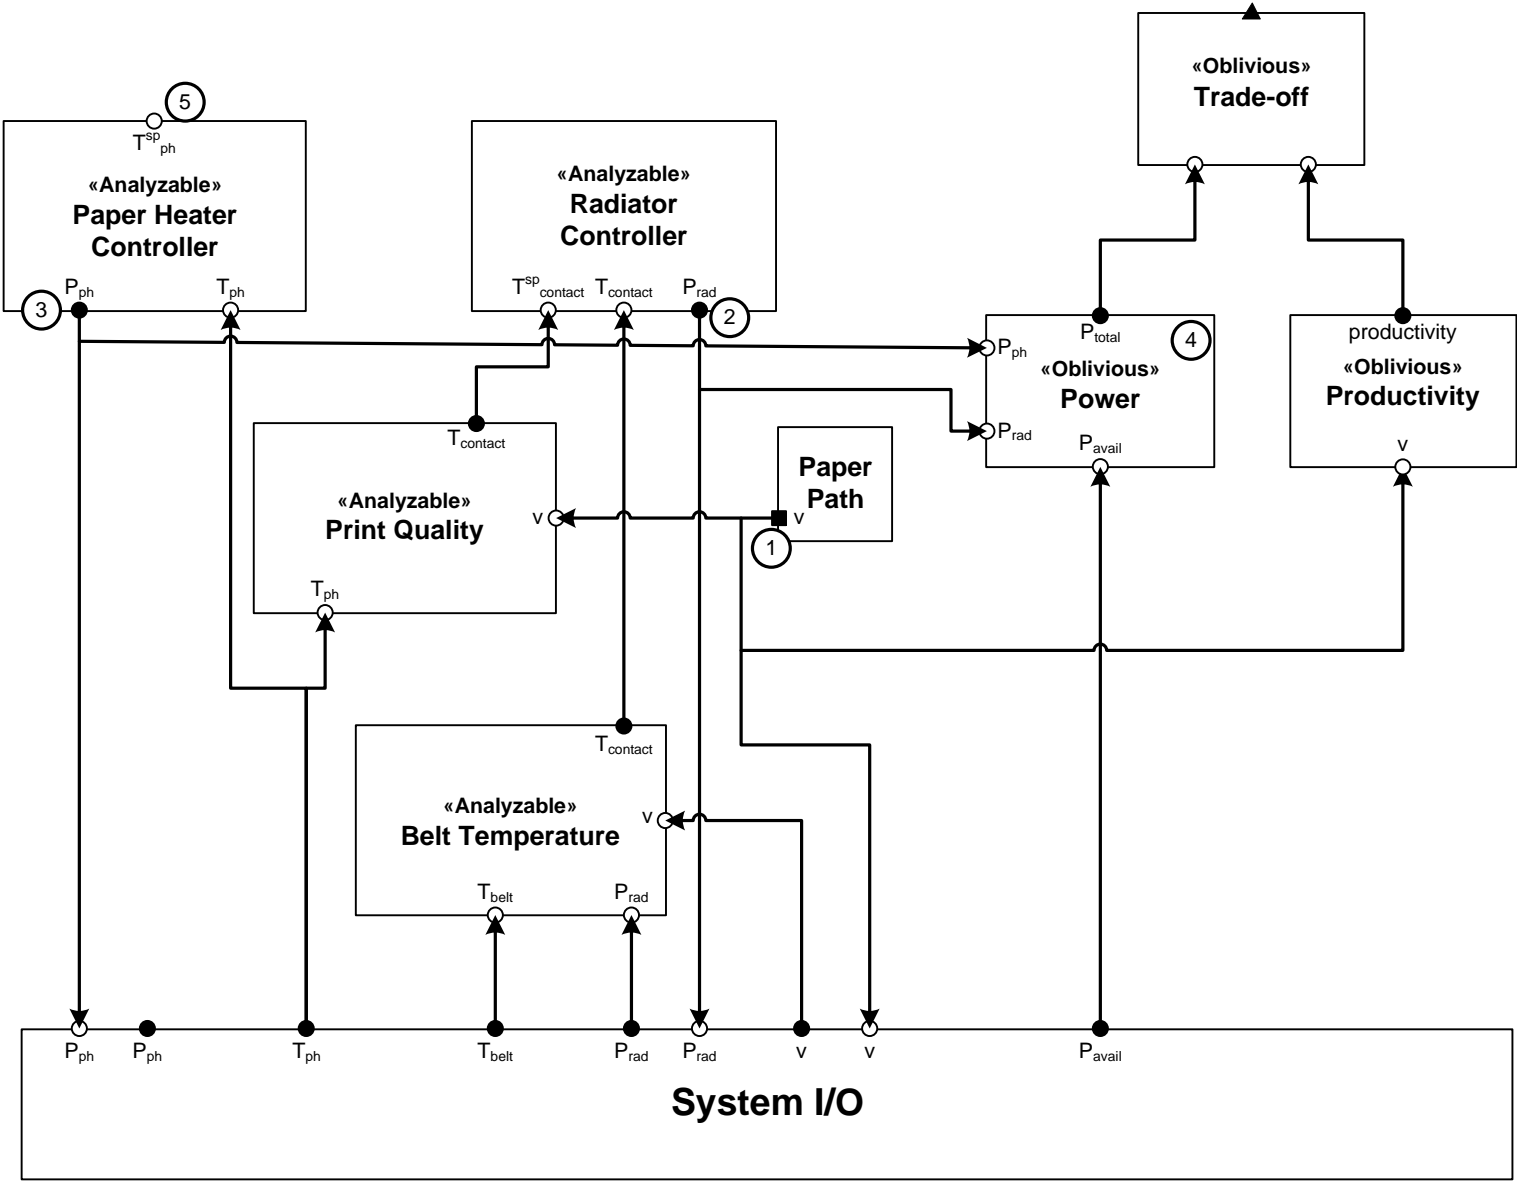 «Oblivious»
Trade-off
5
T^sp_ph
«Analyzable»
Paper Heater
Controller
P_ph
T_ph
3
«Analyzable»
Radiator
Controller
T^sp_contact
T_contact
P_rad
2
P_total
4
P_ph
«Oblivious»
Power
P_rad
P_avail
productivity
«Oblivious»
Productivity
v
T_contact
«Analyzable»
Print Quality
v
T_ph
Paper
Path
v
1
T_contact
«Analyzable»
Belt Temperature
v
T_belt
P_rad
P_ph
P_ph
T_ph
T_belt
P_rad
P_rad
v
v
P_avail
System I/O